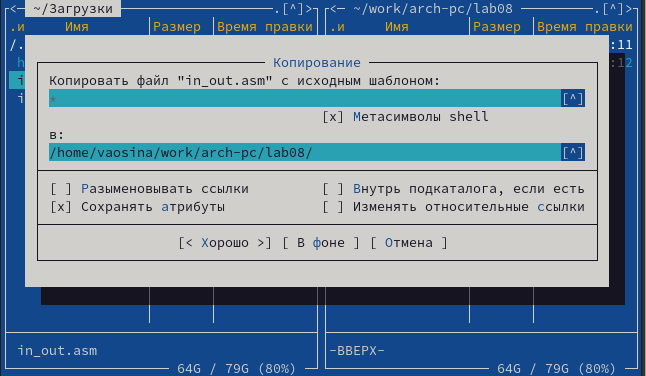 ~/Загрузки .[^]> <— ~/work/arch-pc/lab08 .[^]>
.и Имя Размер Время правки .и Имя Размер Время правки
/. :11
Копирование :12
Копировать файл "in_out.asm" с исходным шаблоном:
* [^]
[x] Метасимволы shell
в:
/home/vaosina/work/arch-pc/lab08/ [^]
[ ] Разыменовывать ссылки [ ] Внутрь подкаталога, если есть
[x] Сохранять атрибуты [ ] Изменять относительные ссылки
[< Хорошо >] [ В фоне ] [ Отмена ]
in_out.asm -ВВЕРХ-
64G / 79G (80%) 64G / 79G (80%)